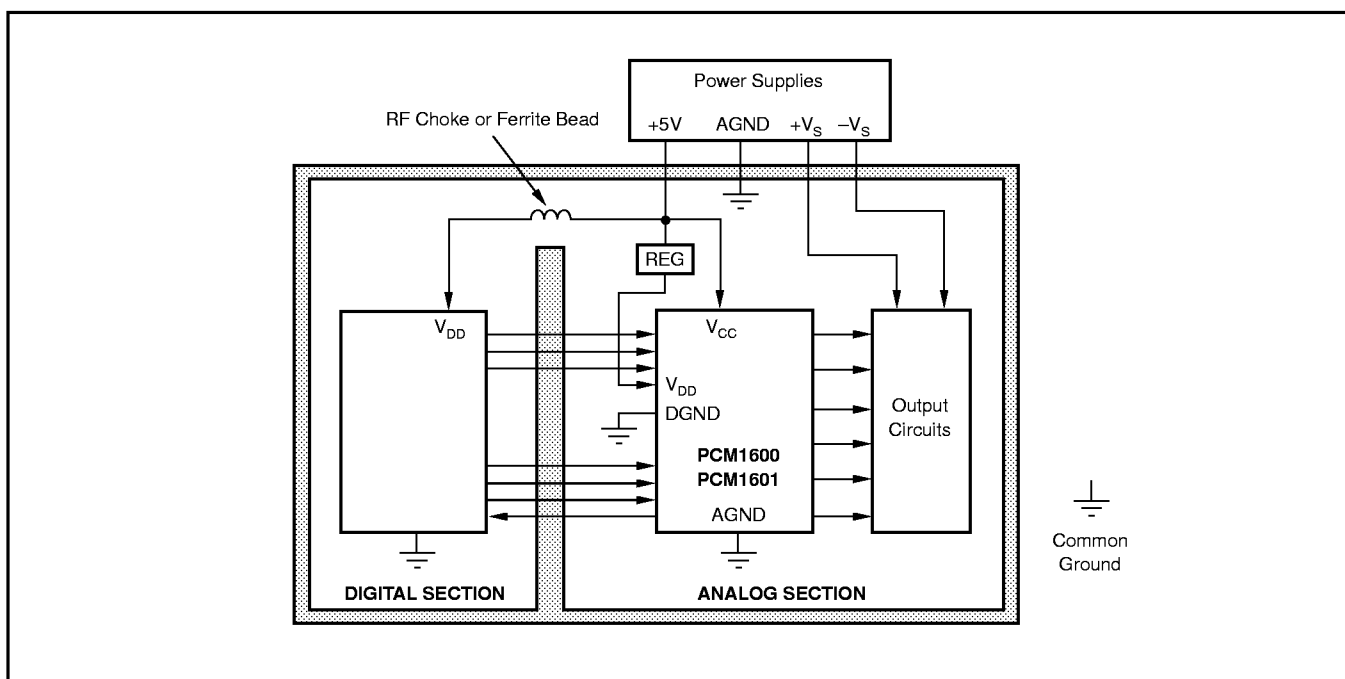 Power Supplies
+5V AGND +VS –VS
RF Choke or Ferrite Bead
REG
VDD
VCC
VDD
DGND
Output
Circuits
PCM1600
PCM1601
AGND
Common
Ground
DIGITAL SECTION
ANALOG SECTION